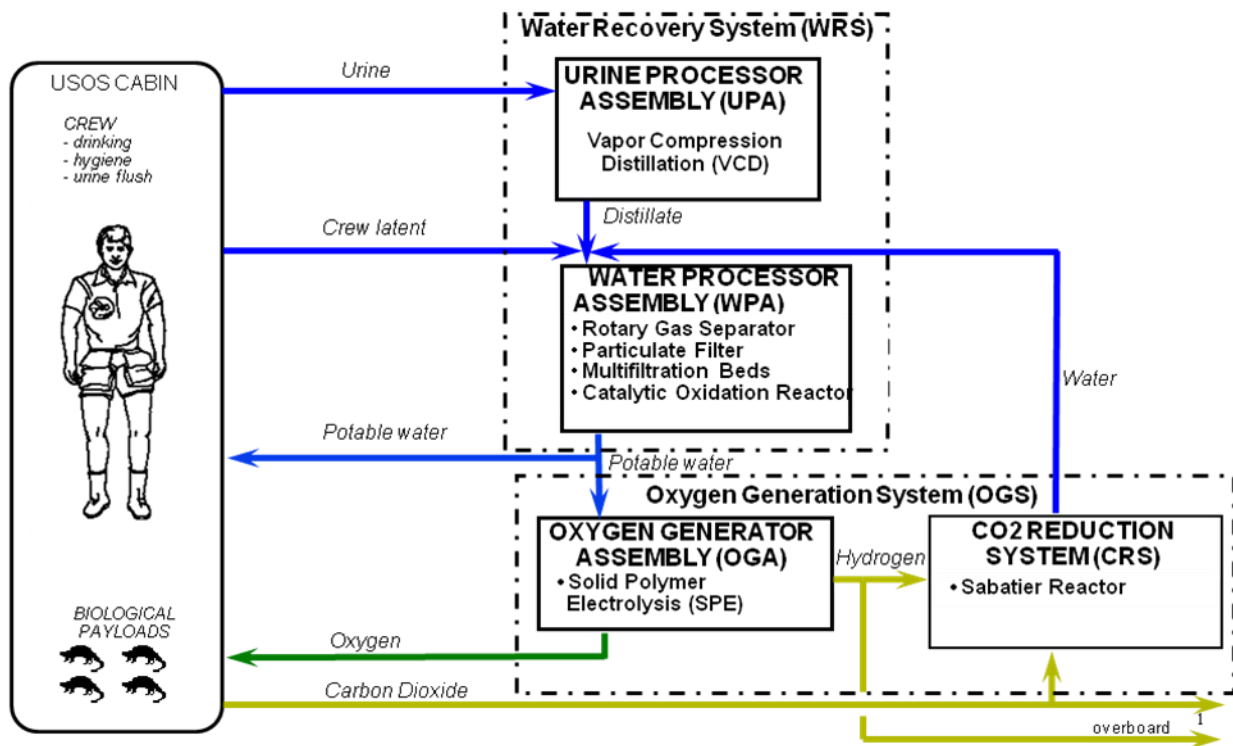 Water Recovery System (WRS)
USOS CABIN
CREW
- drinking
- hygiene
- urine flush
Urine
URINE PROCESSOR
ASSEMBLY (UPA)
Vapor Compression
Distillation (VCD)
Distillate
Crew latent
WATER PROCESSOR
ASSEMBLY (WPA)
• Rotary Gas Separator
• Particulate Filter
• Multifiltration Beds
• Catalytic Oxidation Reactor
Water
Potable water
Potable water
Oxygen Generation System (OGS)
OXYGEN GENERATOR
ASSEMBLY (OGA)
• Solid Polymer
Electrolysis (SPE)
Hydrogen
CO2 REDUCTION
SYSTEM (CRS)
• Sabatier Reactor
BIOLOGICAL
PAYLOADS
Oxygen
Carbon Dioxide
1
overboard